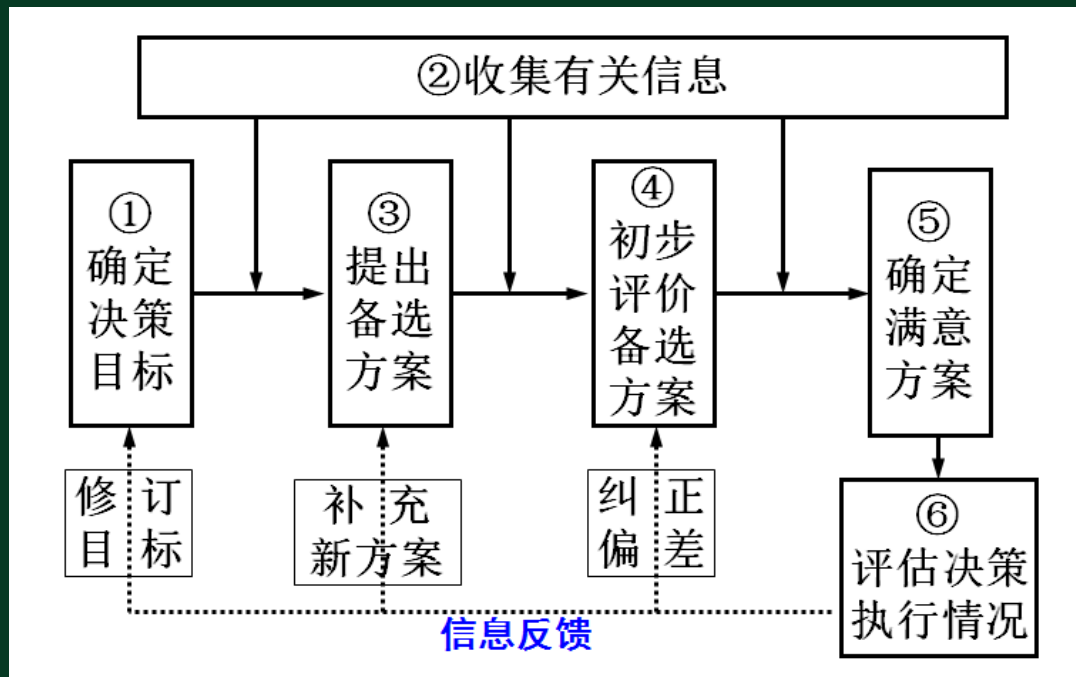 ②收集有关信息
①
确定
决策
目标
③
提出
备选
方案
④
初步
评价
备选
方案
⑤
确定
满意
方案
修订
目标
补充
新方案
纠正
偏差
⑥
评估决策
执行情况
信息反馈